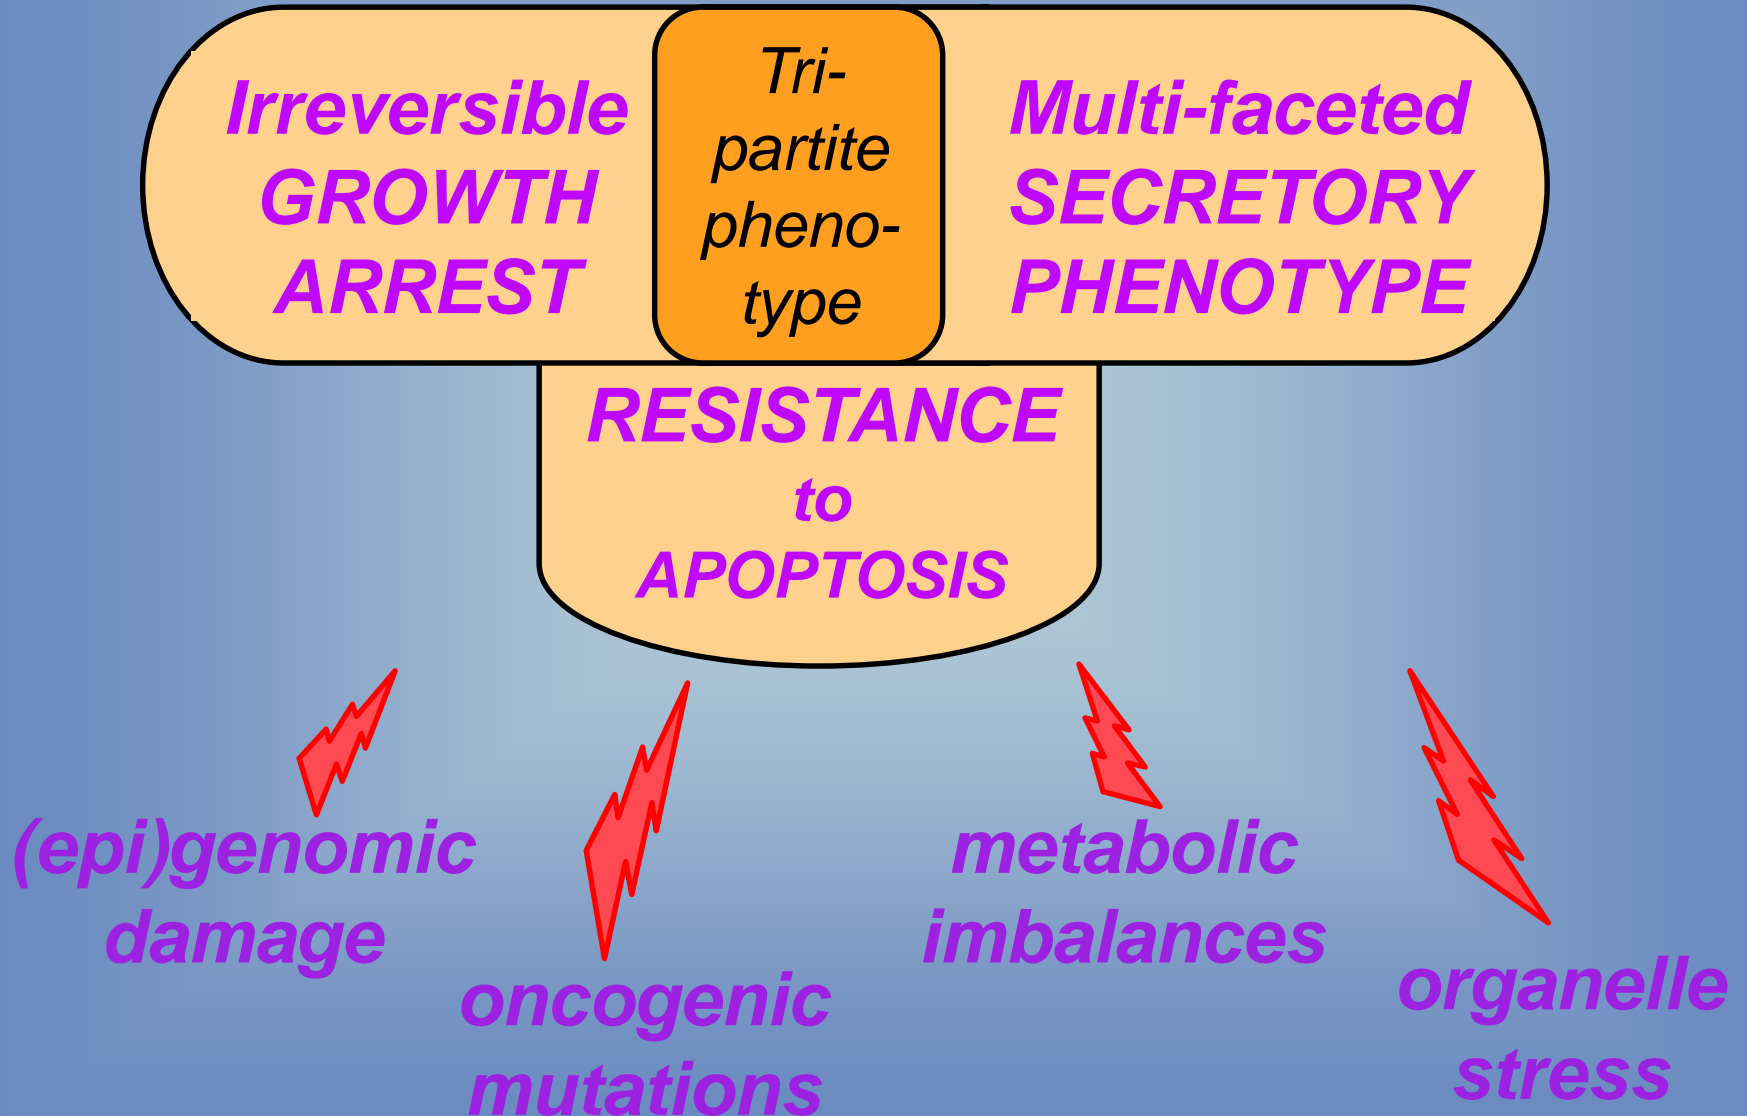 Irreversible
GROWTH
ARREST
Tri-
partite
pheno-
type
Multi-faceted
SECRETORY
PHENOTYPE
RESISTANCE
to
APOPTOSIS
(epi)genomic
damage
oncogenic
mutations
metabolic
imbalances
organelle
stress